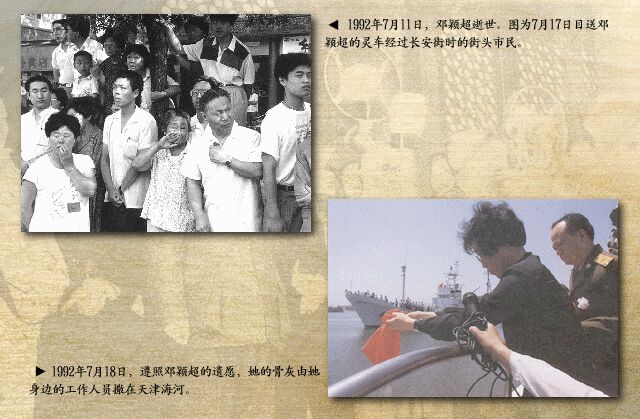 ◀ 1992年7月11日，邓颖超逝世。图为7月17日目送邓
颖超的灵车经过长安街时的街头市民。
▶ 1992年7月18日，遵照邓颖超的遗愿，她的骨灰由她
身边的工作人员撒在天津海河。